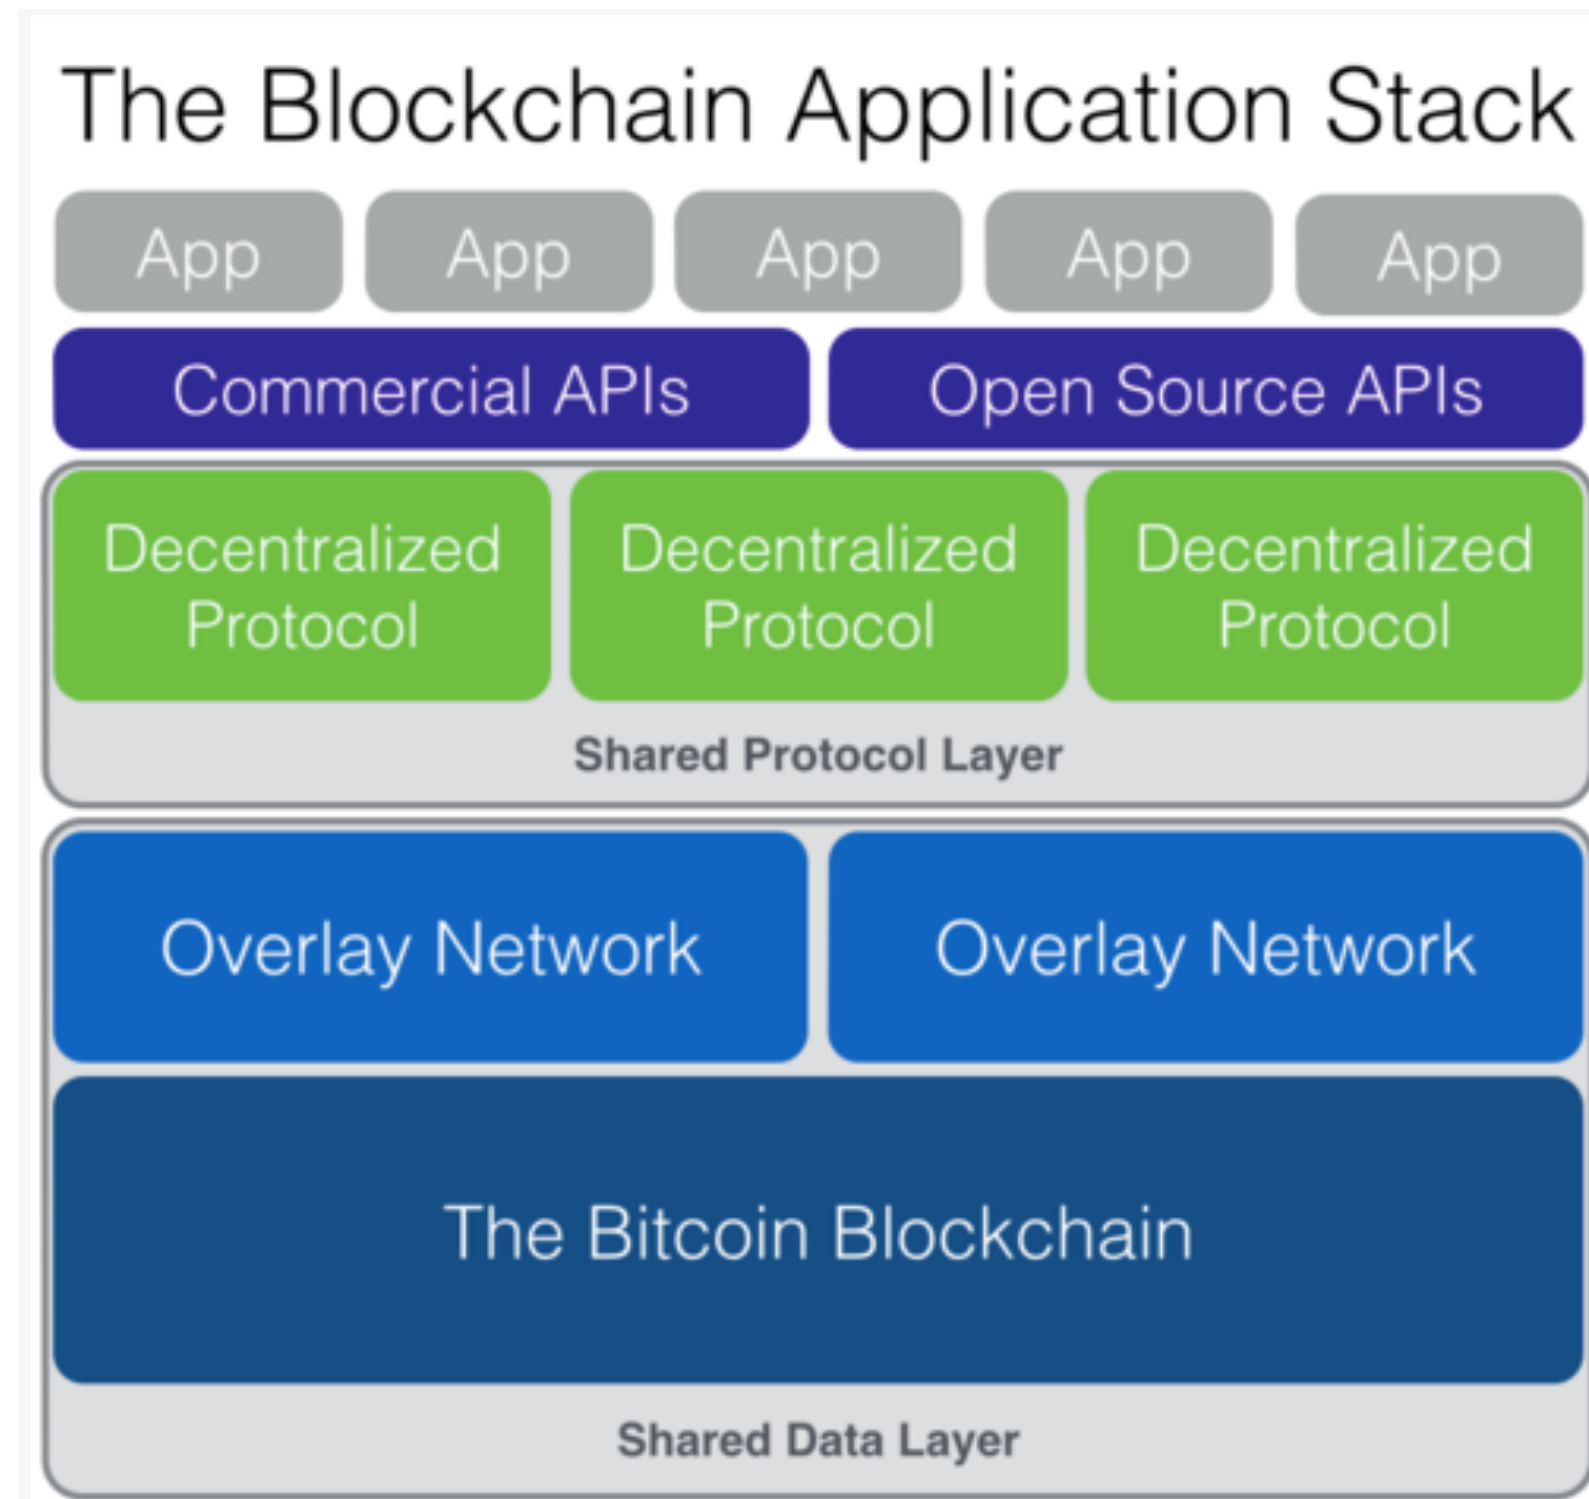 The Blockchain Application Stack
App App App App App
Commercial APIs Open Source APIs
Decentralized Decentralized Decentralized
Protocol Protocol Protocol
Shared Protocol Layer
Overlay Network Overlay Network
The Bitcoin Blockchain
Shared Data Layer